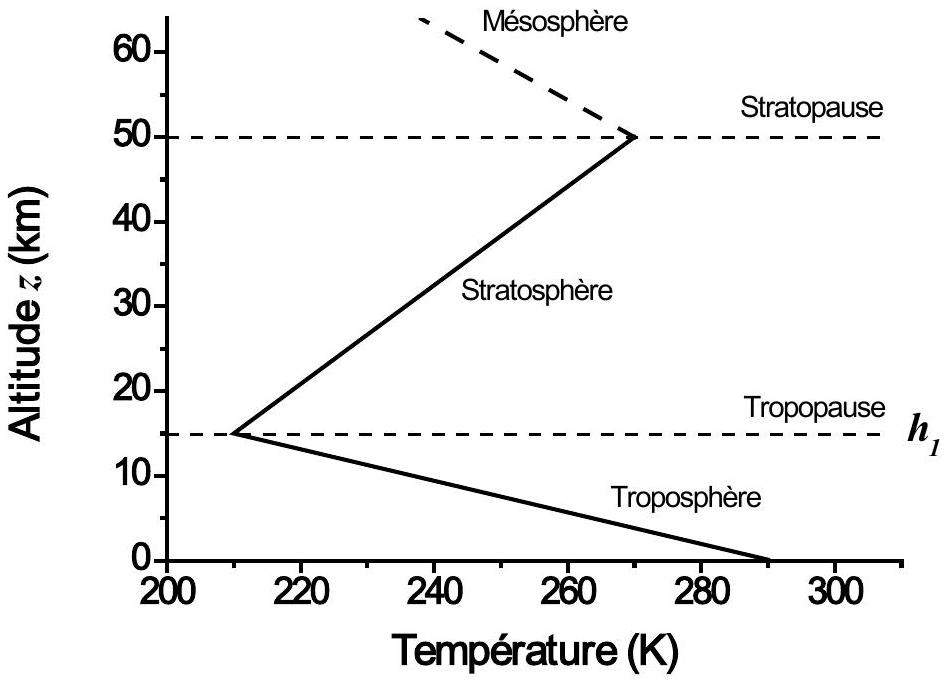 Mésosphère
60
Stratopause
50
40
Stratosphère
30
20
Tropopause
h1
10
Troposphère
0
200 220 240 260 280 300
Température (K)
Altitude z (km)